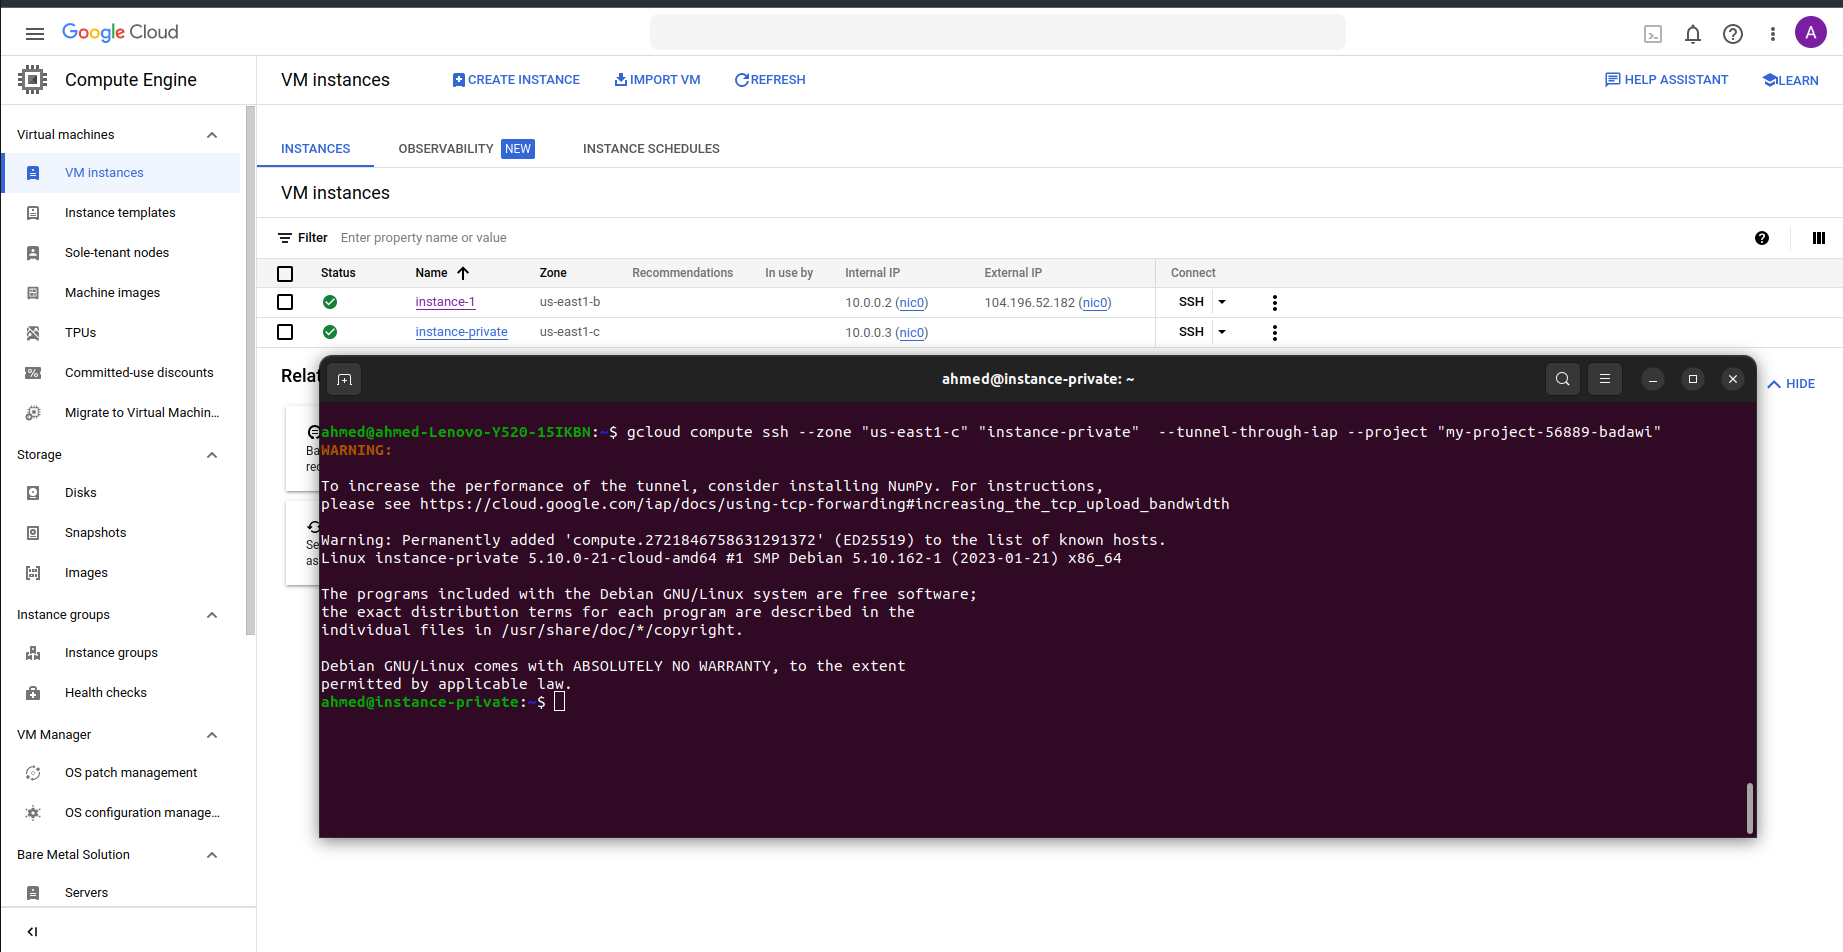 Google Cloud
A
Compute Engine
VM instances
CREATE INSTANCE
IMPORT VM
REFRESH
HELP ASSISTANT
LEARN
Virtual machines
VM instances
Instance templates
Sole-tenant nodes
Machine images
TPUs
Committed-use discounts
Migrate to Virtual Machin...
Storage
Disks
Snapshots
Images
Instance groups
Instance groups
Health checks
VM Manager
OS patch management
OS configuration manage...
Bare Metal Solution
Servers
INSTANCES
OBSERVABILITY NEW
INSTANCE SCHEDULES
VM instances
Filter Enter property name or value
Status Name Zone Recommendations In use by Internal IP External IP Connect
instance-1 us-east1-b 10.0.0.2 (nic0) 104.196.52.182 (nic0) SSH
instance-private us-east1-c 10.0.0.3 (nic0) SSH
Rela
HIDE
Ba
rec
Se
as
ahmed@instance-private: ~
ahmed@ahmed-Lenovo-Y520-15IKBN:~$ gcloud compute ssh --zone "us-east1-c" "instance-private"  --tunnel-through-iap --project "my-project-56889-badawi"
WARNING:
To increase the performance of the tunnel, consider installing NumPy. For instructions,
please see https://cloud.google.com/iap/docs/using-tcp-forwarding#increasing_the_tcp_upload_bandwidth
Warning: Permanently added 'compute.2721846758631291372' (ED25519) to the list of known hosts.
Linux instance-private 5.10.0-21-cloud-amd64 #1 SMP Debian 5.10.162-1 (2023-01-21) x86_64
The programs included with the Debian GNU/Linux system are free software;
the exact distribution terms for each program are described in the
individual files in /usr/share/doc/*/copyright.
Debian GNU/Linux comes with ABSOLUTELY NO WARRANTY, to the extent
permitted by applicable law.
ahmed@instance-private:~$